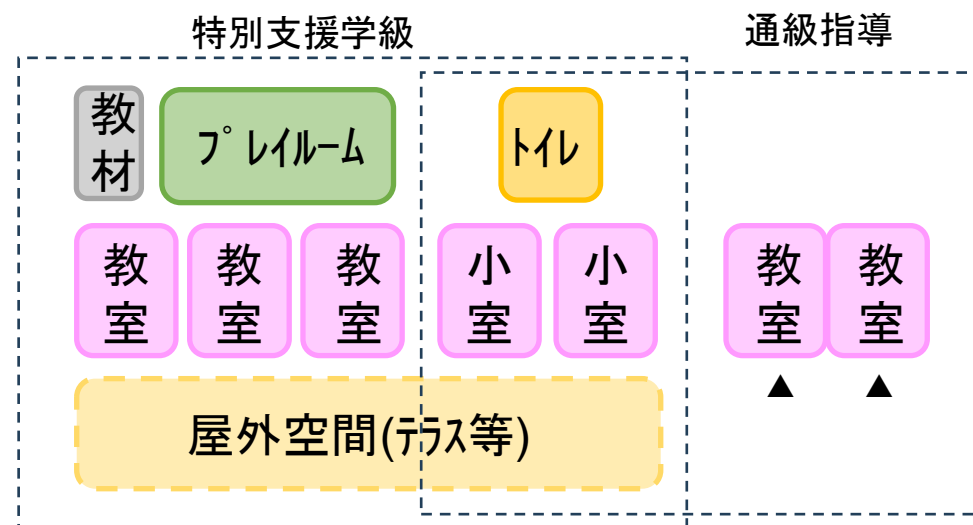 特別支援学級
通級指導
教材
ﾌﾟﾚｲﾙｰﾑ
ﾄｲﾚ
教室
教室
教室
小室
小室
教室
教室
▲ ▲
屋外空間(ﾃﾗｽ等)